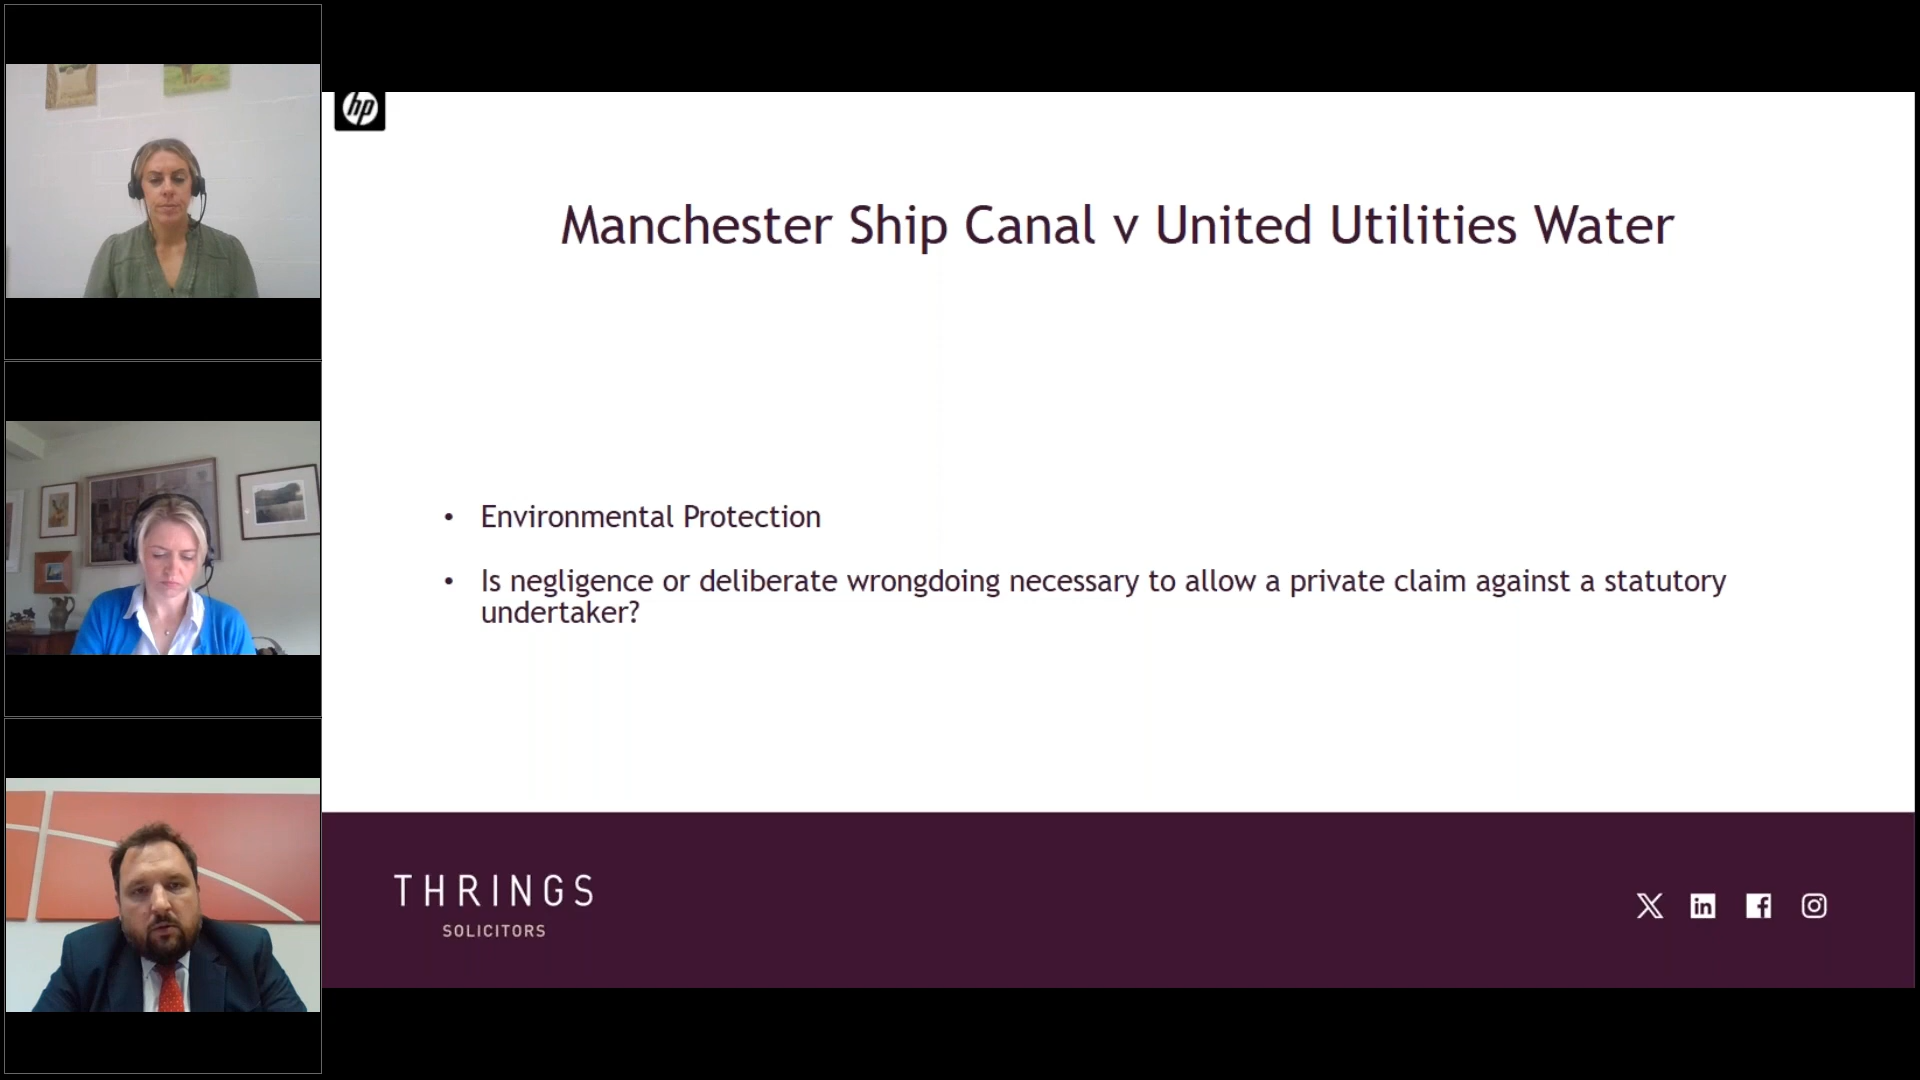 hp
Manchester Ship Canal v United Utilities Water
• Environmental Protection
• Is negligence or deliberate wrongdoing necessary to allow a private claim against a statutory
undertaker?
THRINGS
SOLICITORS